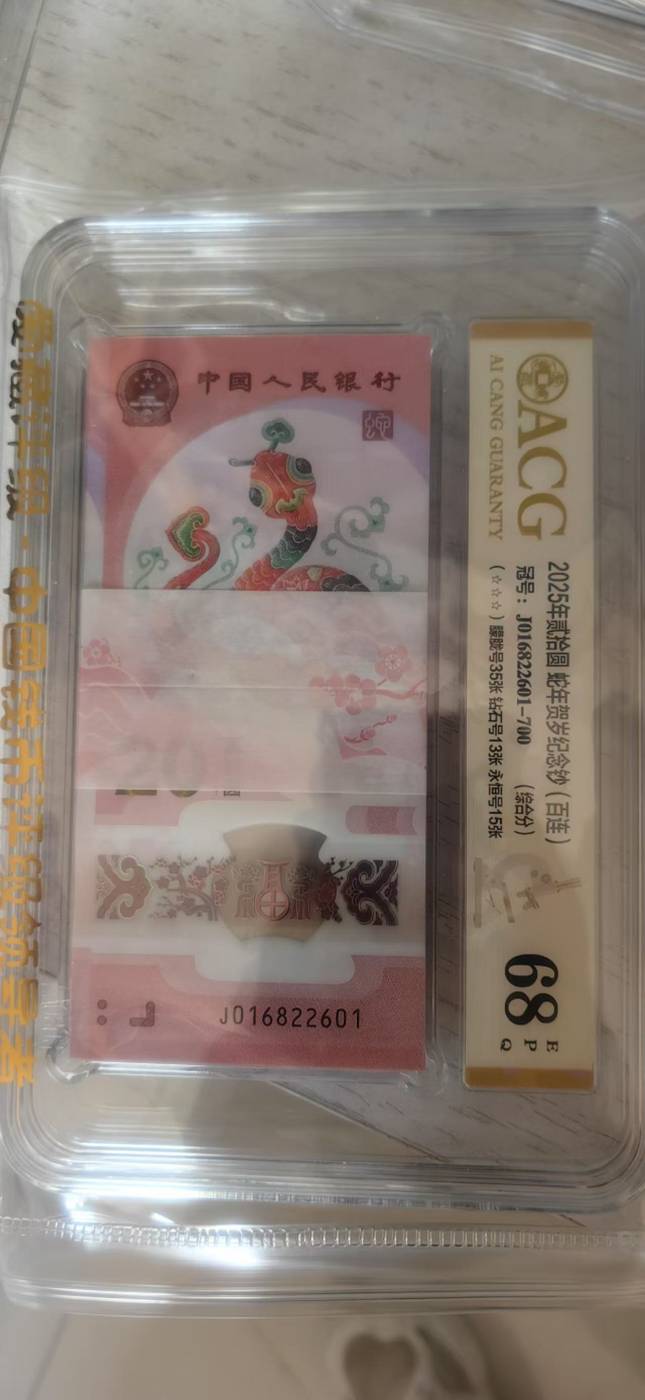 中国人民银行
J016822601
ACG
AI CANG GUARANTY
2025年贰拾圆 蛇年贺岁纪念钞（百连）
冠号：J016822601-700 （综合分）
（☆☆☆）朦胧号35张 钻石号13张 永恒号15张
68
E
P
Q
中国钱币评级领导者